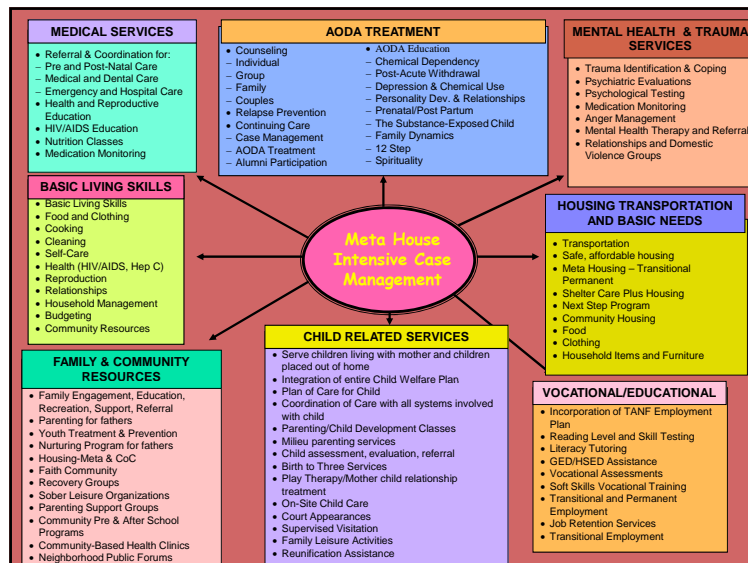 MEDICAL SERVICES
• Referral & Coordination for:
– Pre and Post-Natal Care
– Medical and Dental Care
– Emergency and Hospital Care
• Health and Reproductive
Education
• HIV/AIDS Education
• Nutrition Classes
• Medication Monitoring
AODA TREATMENT
• Counseling
– Individual
– Group
– Family
– Couples
• Relapse Prevention
• Continuing Care
– Case Management
– AODA Treatment
– Alumni Participation
• AODA Education
– Chemical Dependency
– Post-Acute Withdrawal
– Depression & Chemical Use
– Personality Dev. & Relationships
– Prenatal/Post Partum
– The Substance-Exposed Child
– Family Dynamics
– 12 Step
– Spirituality
MENTAL HEALTH & TRAUMA
SERVICES
• Trauma Identification & Coping
• Psychiatric Evaluations
• Psychological Testing
• Medication Monitoring
• Anger Management
• Mental Health Therapy and Referral
• Relationships and Domestic
Violence Groups
BASIC LIVING SKILLS
• Basic Living Skills
• Food and Clothing
• Cooking
• Cleaning
• Self-Care
• Health (HIV/AIDS, Hep C)
• Reproduction
• Relationships
• Household Management
• Budgeting
• Community Resources
Meta House
Intensive Case
Management
HOUSING TRANSPORTATION
AND BASIC NEEDS
• Transportation
• Safe, affordable housing
• Meta Housing – Transitional
Permanent
• Shelter Care Plus Housing
• Next Step Program
• Community Housing
• Food
• Clothing
• Household Items and Furniture
FAMILY & COMMUNITY
RESOURCES
• Family Engagement, Education,
Recreation, Support, Referral
• Parenting for fathers
• Youth Treatment & Prevention
• Nurturing Program for fathers
• Housing-Meta & CoC
• Faith Community
• Recovery Groups
• Sober Leisure Organizations
• Parenting Support Groups
• Community Pre & After School
Programs
• Community-Based Health Clinics
• Neighborhood Public Forums
CHILD RELATED SERVICES
• Serve children living with mother and children
placed out of home
• Integration of entire Child Welfare Plan
• Plan of Care for Child
• Coordination of Care with all systems involved
with child
• Parenting/Child Development Classes
• Milieu parenting services
• Child assessment, evaluation, referral
• Birth to Three Services
• Play Therapy/Mother child relationship
treatment
• On-Site Child Care
• Court Appearances
• Supervised Visitation
• Family Leisure Activities
• Reunification Assistance
VOCATIONAL/EDUCATIONAL
• Incorporation of TANF Employment
Plan
• Reading Level and Skill Testing
• Literacy Tutoring
• GED/HSED Assistance
• Vocational Assessments
• Soft Skills Vocational Training
• Transitional and Permanent
Employment
• Job Retention Services
• Transitional Employment